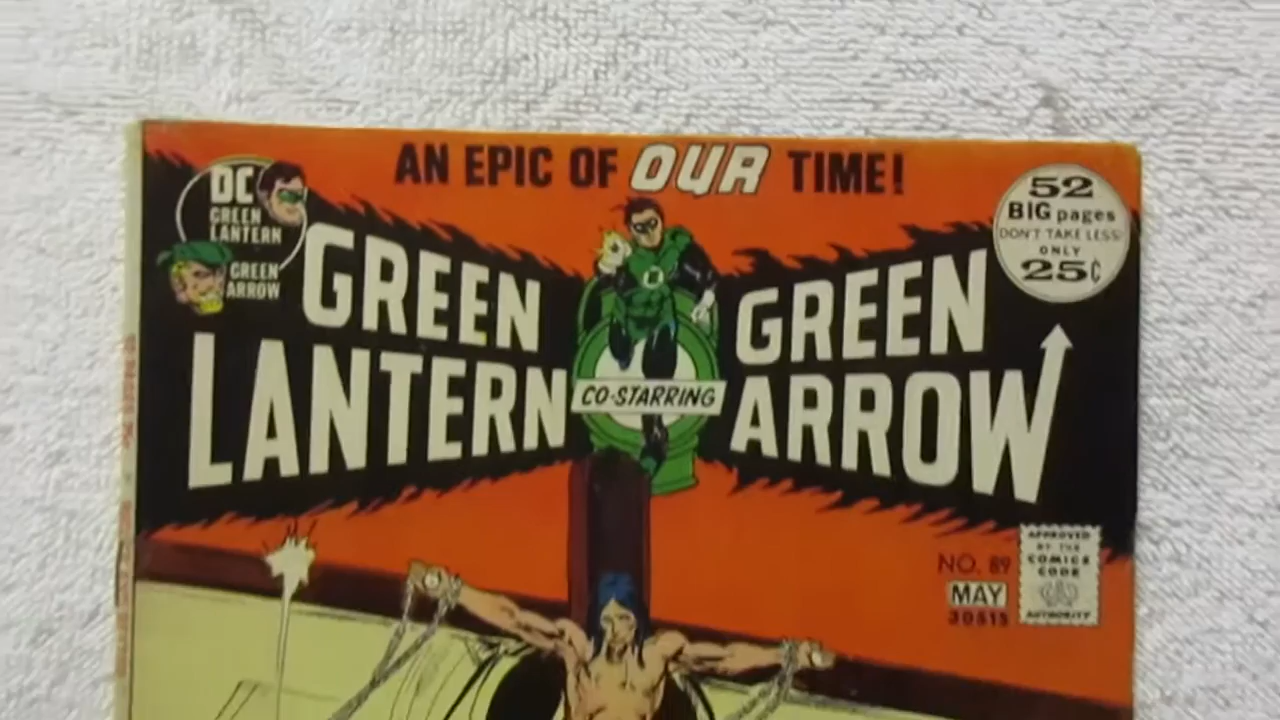 AN EPIC OF OUR TIME!
DC
GREEN
LANTERN
GREEN
ARROW
GREEN
LANTERN
CO-STARRING
GREEN
ARROW
52
BIG pages
DON'T TAKE LESS!
ONLY
25¢
NO. 89
MAY
30515
APPROVED
BY THE
COMICS
CODE
AUTHORITY